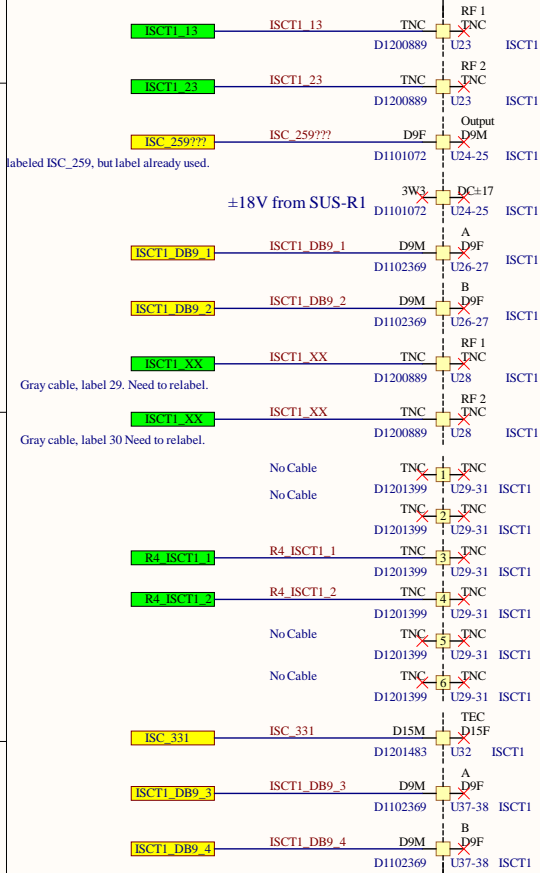 RF 1
ISCT1_13 ISCT1_13 TNC TNC
D1200889 U23 ISCT1
RF 2
ISCT1_23 ISCT1_23 TNC TNC
D1200889 U23 ISCT1
Output
ISC_259??? ISC_259??? D9F D9M
D1101072 U24-25 ISCT1
labeled ISC_259, but label already used.
3W3 DC±17
±18V from SUS-R1
D1101072 U24-25 ISCT1
A
ISCT1_DB9_1 ISCT1_DB9_1 D9M D9F
D1102369 U26-27 ISCT1
B
ISCT1_DB9_2 ISCT1_DB9_2 D9M D9F
D1102369 U26-27 ISCT1
RF 1
ISCT1_XX ISCT1_XX TNC TNC
D1200889 U28 ISCT1
Gray cable, label 29. Need to relabel.
RF 2
ISCT1_XX ISCT1_XX TNC TNC
D1200889 U28 ISCT1
Gray cable, label 30 Need to relabel.
No Cable TNC 1 TNC
D1201399 U29-31 ISCT1
No Cable TNC 2 TNC
D1201399 U29-31 ISCT1
R4_ISCT1_1 R4_ISCT1_1 TNC 3 TNC
D1201399 U29-31 ISCT1
R4_ISCT1_2 R4_ISCT1_2 TNC 4 TNC
D1201399 U29-31 ISCT1
No Cable TNC 5 TNC
D1201399 U29-31 ISCT1
No Cable TNC 6 TNC
D1201399 U29-31 ISCT1
TEC
ISC_331 ISC_331 D15M D15F
D1201483 U32 ISCT1
A
ISCT1_DB9_3 ISCT1_DB9_3 D9M D9F
D1102369 U37-38 ISCT1
B
ISCT1_DB9_4 ISCT1_DB9_4 D9M D9F
D1102369 U37-38 ISCT1